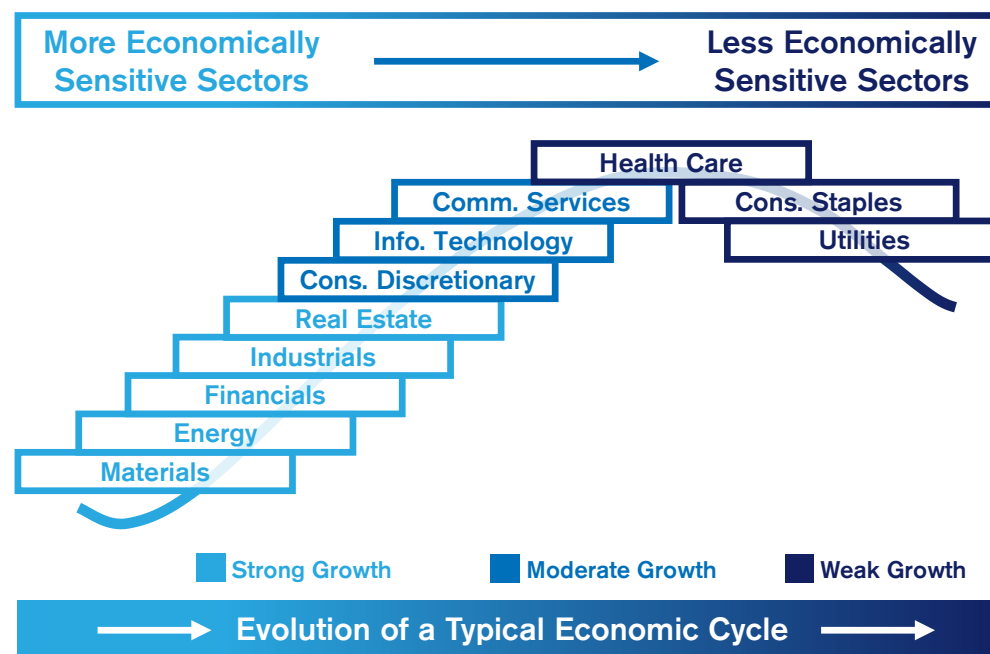 More Economically
Sensitive Sectors
Less Economically
Sensitive Sectors
Health Care
Comm. Services
Cons. Staples
Info. Technology
Utilities
Cons. Discretionary
Real Estate
Industrials
Financials
Energy
Materials
Strong Growth
Moderate Growth
Weak Growth
Evolution of a Typical Economic Cycle